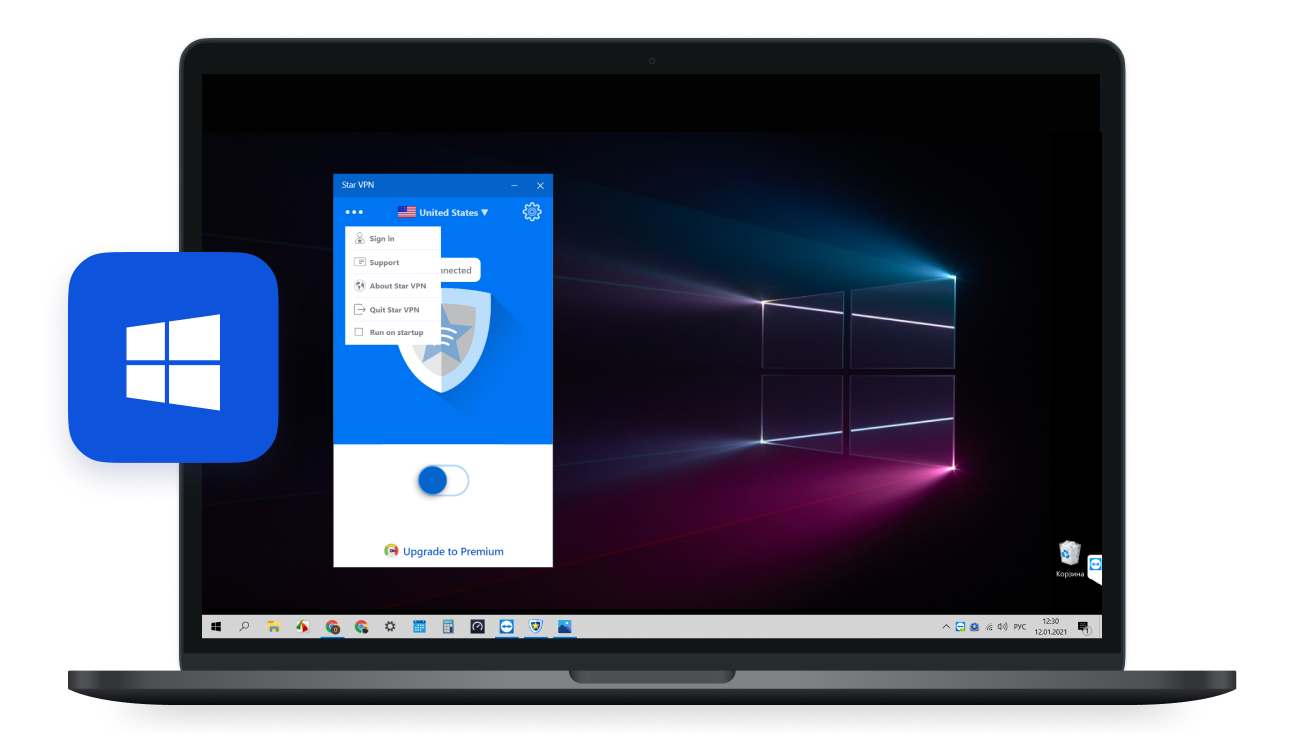 Star VPN
United States
Sign in
Support
nnected
About Star VPN
Quit Star VPN
Run on startup
Upgrade to Premium
Корзина
РУС
12:30
12.01.2021
1